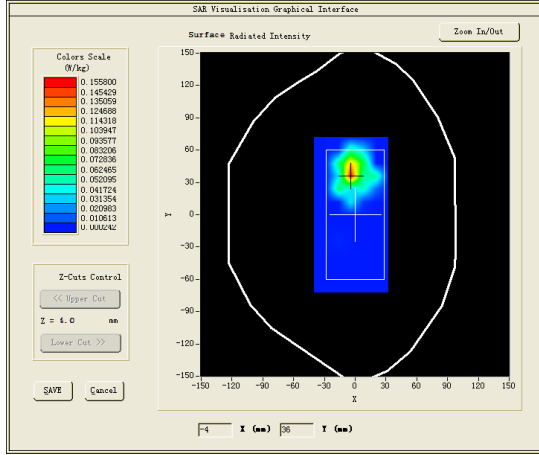 SAR Visualisation Graphical Interface
Surface Radiated Intensity
Zoom In/Out
Colors Scale
(W/kg)
0.155800
0.145429
0.135059
0.124688
0.114318
0.103947
0.093577
0.083206
0.072836
0.062465
0.052095
0.041724
0.031354
0.020983
0.010613
0.000242
Z-Cuts Control
<< Upper Cut
Z = 4.0 mm
Lower Cut >>
SAVE
Cancel
150
120
90
60
30
0
-30
-60
-90
-120
-150
Y
-150 -120 -90 -60 -30 0 30 60 90 120 150
X
-4 X (mm) 36 Y (mm)